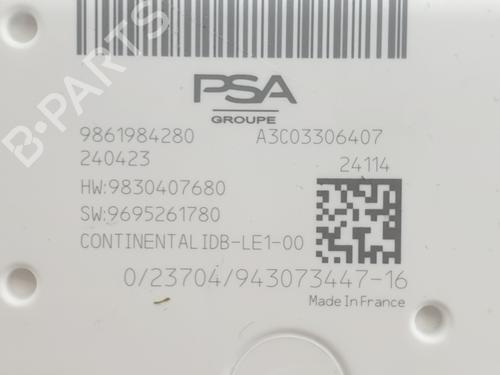 B-PARTS
PSA
GROUPE
9861984280 A3C03306407
240423 24114
HW:9830407680
SW:9695261780
CONTINENTALIDB-LE1-00
0/23704/943073447-16
Made In France